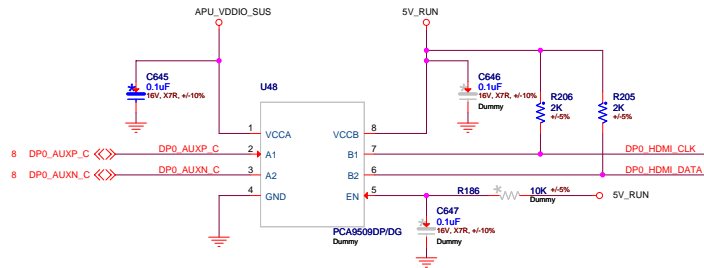 APU_VDDIO_SUS
5V_RUN
C645
0.1uF
16V, X7R, +/-10%
U48
C646
0.1uF
16V, X7R, +/-10%
Dummy
R206
2K
+/-5%
R205
2K
+/-5%
1 VCCA
VCCB 8
8 DP0_AUXP_C
DP0_AUXP_C
2 A1
B1 7
DP0_HDMI_CLK
8 DP0_AUXN_C
DP0_AUXN_C
3 A2
B2 6
DP0_HDMI_DATA
4 GND
EN 5
R186
10K +/-5%
Dummy
5V_RUN
C647
0.1uF
16V, X7R, +/-10%
Dummy
PCA9509DP/DG
Dummy